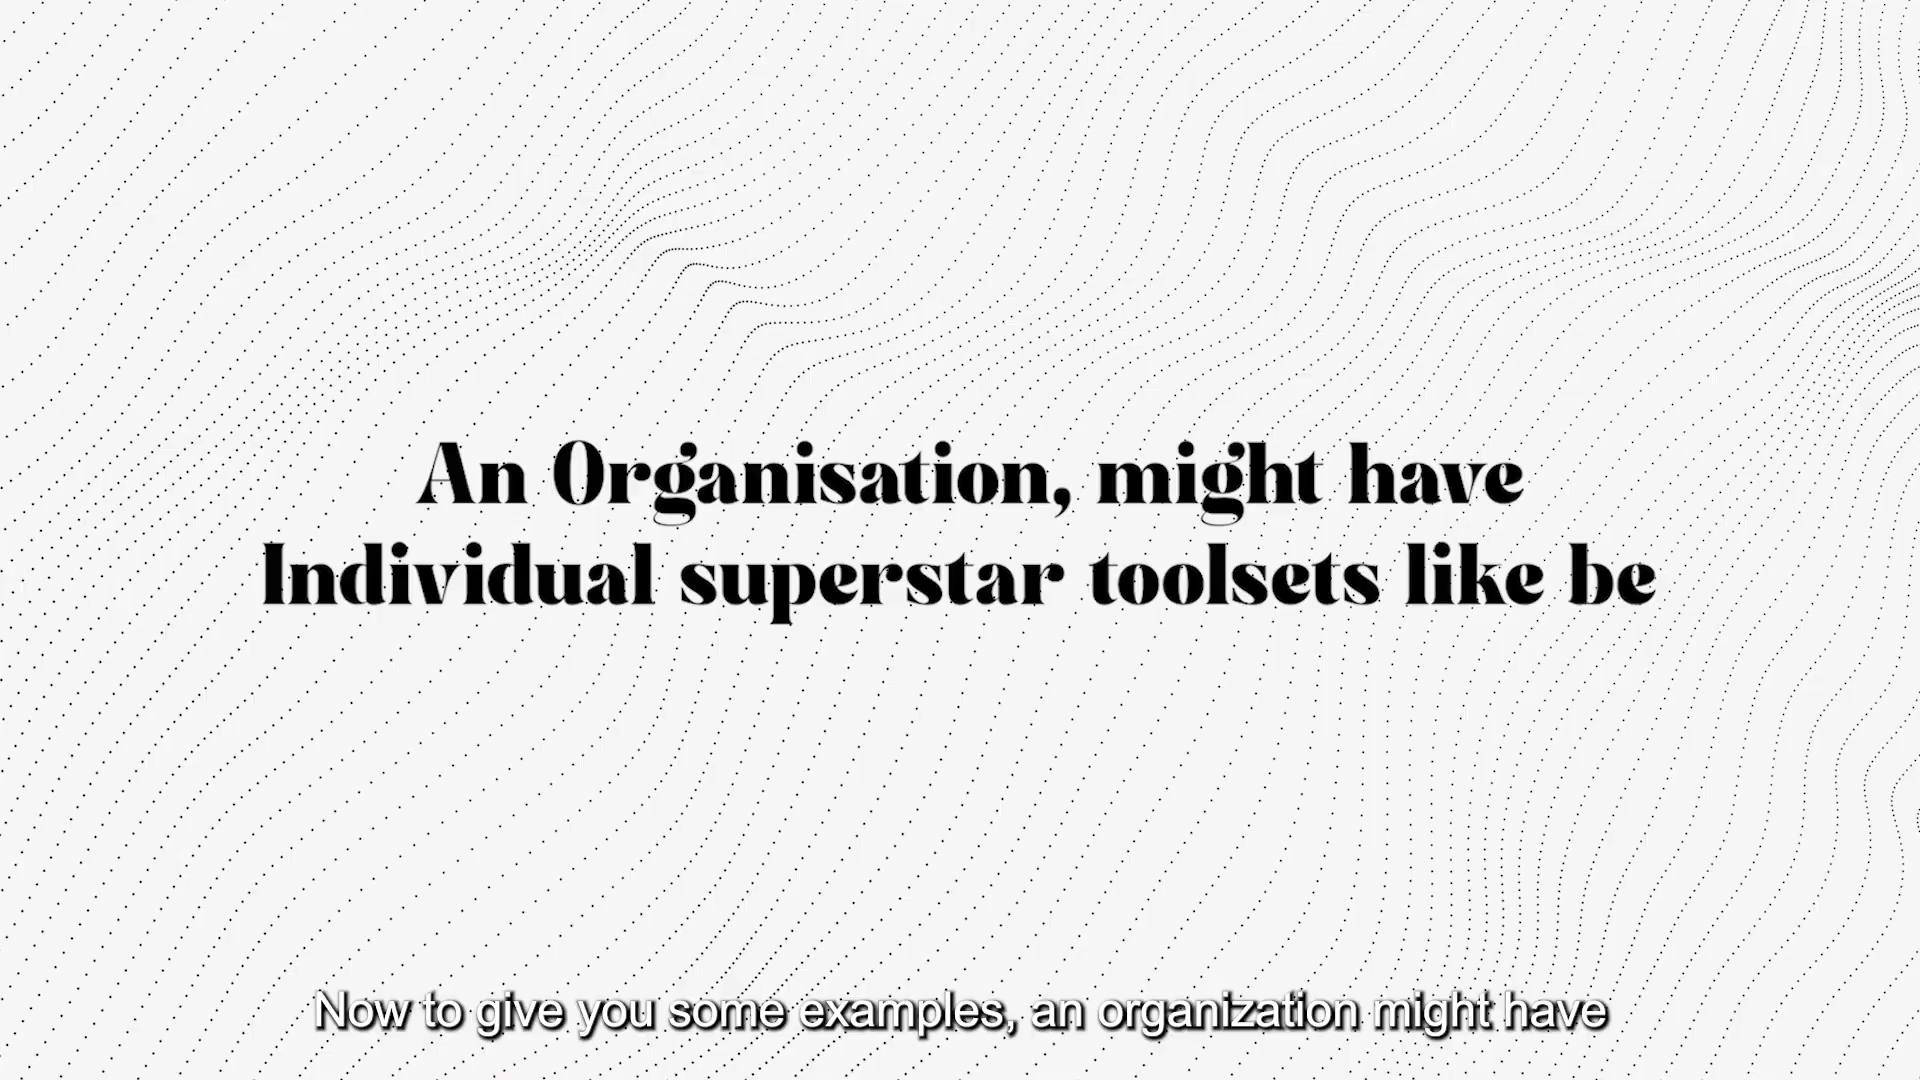 An Organisation, might have
Individual superstar toolsets like be
Now to give you some examples, an organization might have